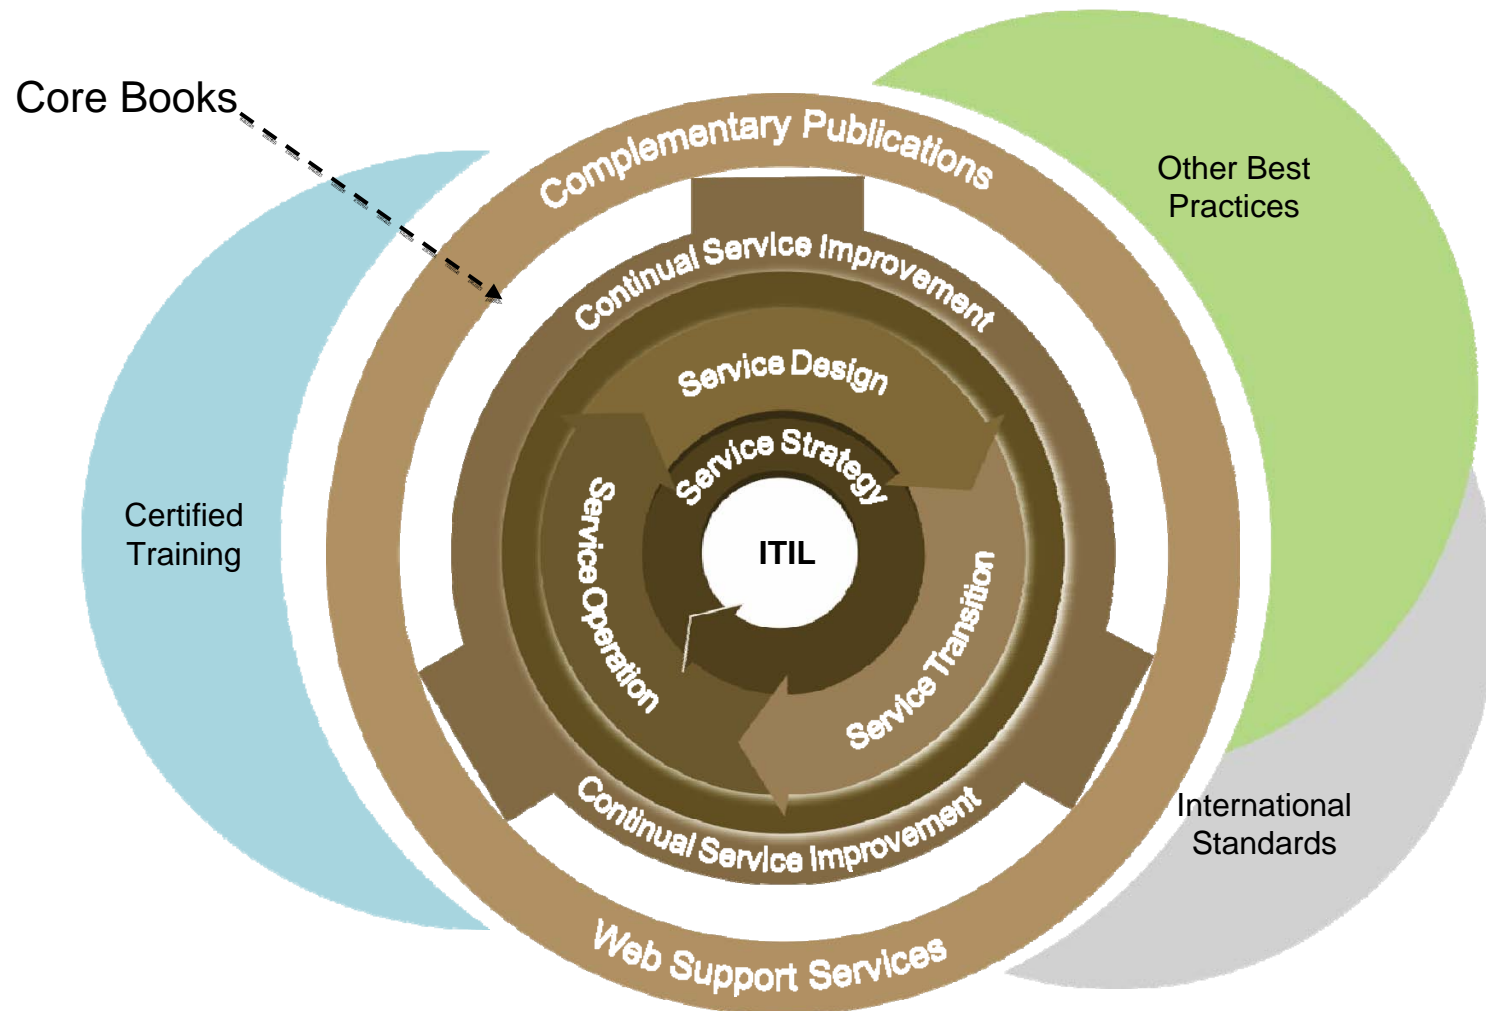 Core Books
Complementary Publications
Other Best
Practices
Continual Service Improvement
Service Design
Service Strategy
ITIL
Service Operation
Service Transition
Certified
Training
International
Standards
Continual Service Improvement
Web Support Services